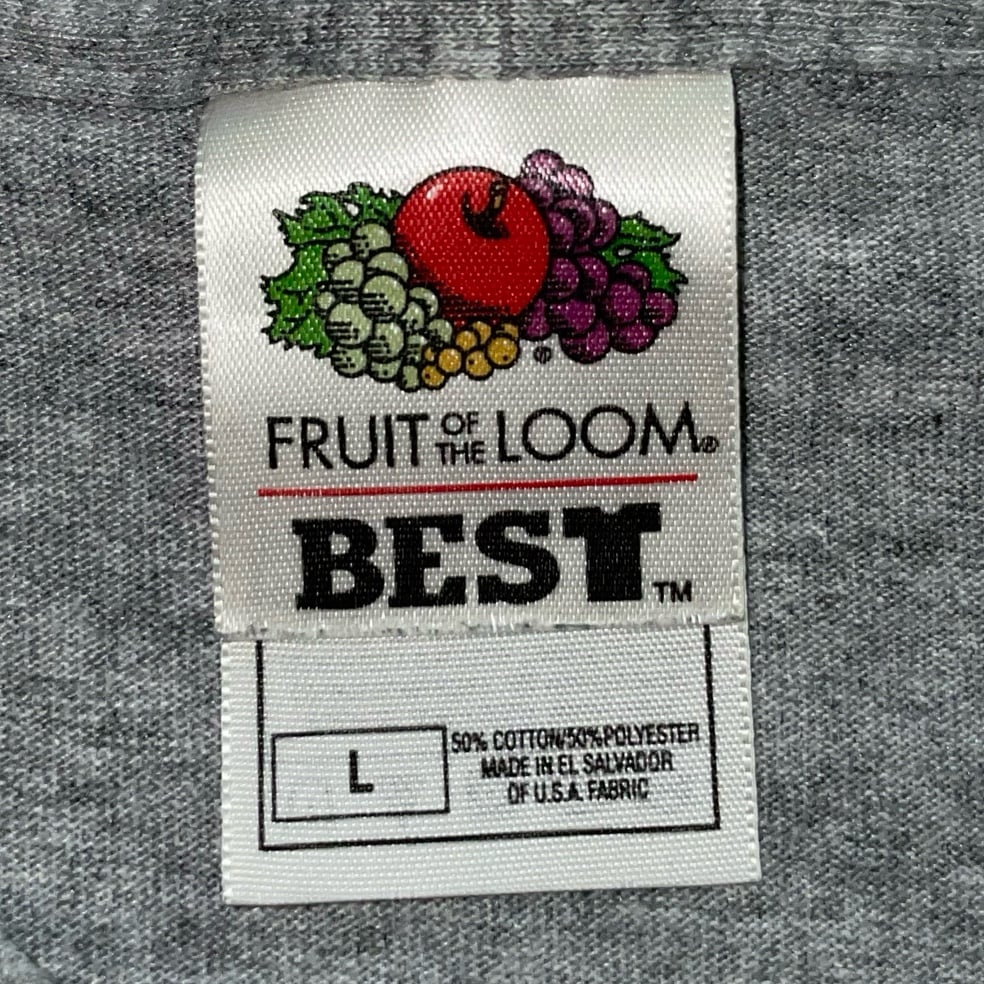 FRUIT OF THE LOOM®
BEST™
L
50% COTTON/50% POLYESTER
MADE IN EL SALVADOR
OF U.S.A. FABRIC